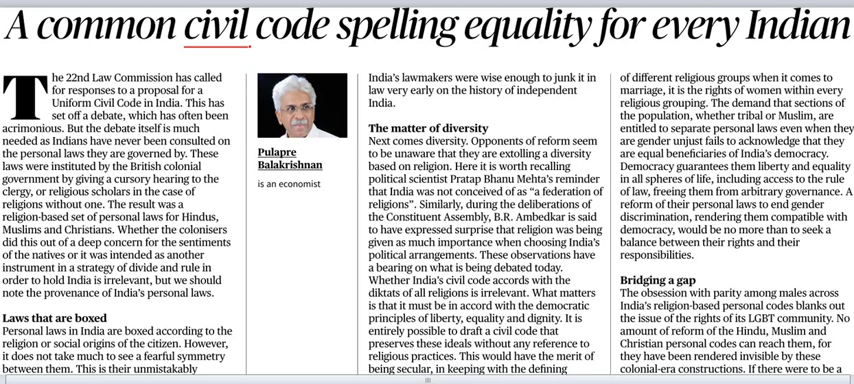 A common civil code spelling equality for every Indian
The 22nd Law Commission has called
for responses to a proposal for a
Uniform Civil Code in India. This has
set off a debate, which has often been
acrimonious. But the debate itself is much
needed as Indians have never been consulted on
the personal laws they are governed by. These
laws were instituted by the British colonial
government by giving a cursory hearing to the
clergy, or religious scholars in the case of
religions without one. The result was a
religion-based set of personal laws for Hindus,
Muslims and Christians. Whether the colonisers
did this out of a deep concern for the sentiments
of the natives or it was intended as another
instrument in a strategy of divide and rule in
order to hold India is irrelevant, but we should
note the provenance of India's personal laws.
Laws that are boxed
Personal laws in India are boxed according to the
religion or social origins of the citizen. However,
it does not take much to see a fearful symmetry
between them. This is their unmistakably
Pulapre
Balakrishnan
is an economist
India's lawmakers were wise enough to junk it in
law very early on the history of independent
India.
The matter of diversity
Next comes diversity. Opponents of reform seem
to be unaware that they are extolling a diversity
based on religion. Here it is worth recalling
political scientist Pratap Bhanu Mehta's reminder
that India was not conceived of as “a federation of
religions”. Similarly, during the deliberations of
the Constituent Assembly, B.R. Ambedkar is said
to have expressed surprise that religion was being
given as much importance when choosing India's
political arrangements. These observations have
a bearing on what is being debated today.
Whether India's civil code accords with the
diktats of all religions is irrelevant. What matters
is that it must be in accord with the democratic
principles of liberty, equality and dignity. It is
entirely possible to draft a civil code that
preserves these ideals without any reference to
religious practices. This would have the merit of
being secular, in keeping with the defining
of different religious groups when it comes to
marriage, it is the rights of women within every
religious grouping. The demand that sections of
the population, whether tribal or Muslim, are
entitled to separate personal laws even when they
are gender unjust fails to acknowledge that they
are equal beneficiaries of India's democracy.
Democracy guarantees them liberty and equality
in all spheres of life, including access to the rule
of law, freeing them from arbitrary governance. A
reform of their personal laws to end gender
discrimination, rendering them compatible with
democracy, would be no more than to seek a
balance between their rights and their
responsibilities.
Bridging a gap
The obsession with parity among males across
India's religion-based personal codes blanks out
the issue of the rights of its LGBT community. No
amount of reform of the Hindu, Muslim and
Christian personal codes can reach them, for
they have been rendered invisible by these
colonial-era constructions. If there were to be a